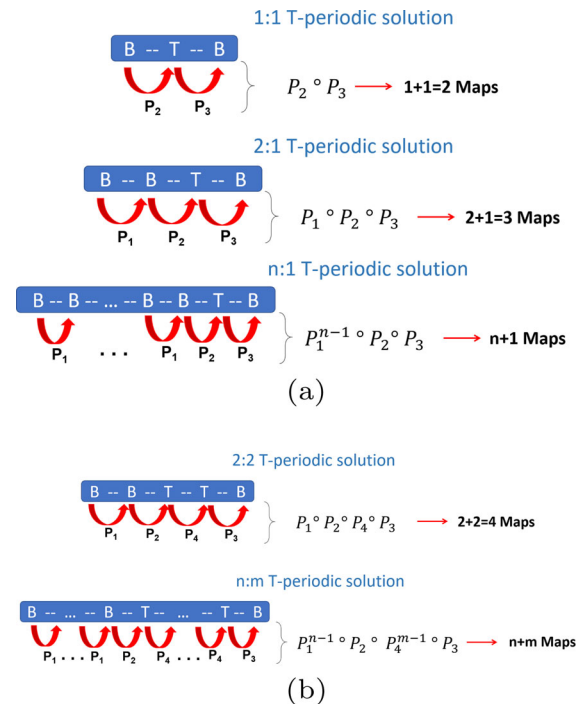 1:1 T-periodic solution
B -- T -- B
P₂ P₃
P₂ ∘ P₃ → 1+1=2 Maps
2:1 T-periodic solution
B -- B -- T -- B
P₁ P₂ P₃
P₁ ∘ P₂ ∘ P₃ → 2+1=3 Maps
n:1 T-periodic solution
B -- B -- ... -- B -- B -- T -- B
P₁ . . . P₁ P₂ P₃
P₁ⁿ⁻¹ ∘ P₂ ∘ P₃ → n+1 Maps
(a)
2:2 T-periodic solution
B -- B -- T -- T -- B
P₁ P₂ P₄ P₃
P₁ ∘ P₂ ∘ P₄ ∘ P₃ → 2+2=4 Maps
n:m T-periodic solution
B -- ... -- B -- T -- ... -- T -- B
P₁ . . . P₁ P₂ P₄ . . . P₄ P₃
P₁ⁿ⁻¹ ∘ P₂ ∘ P₄ᵐ⁻¹ ∘ P₃ → n+m Maps
(b)